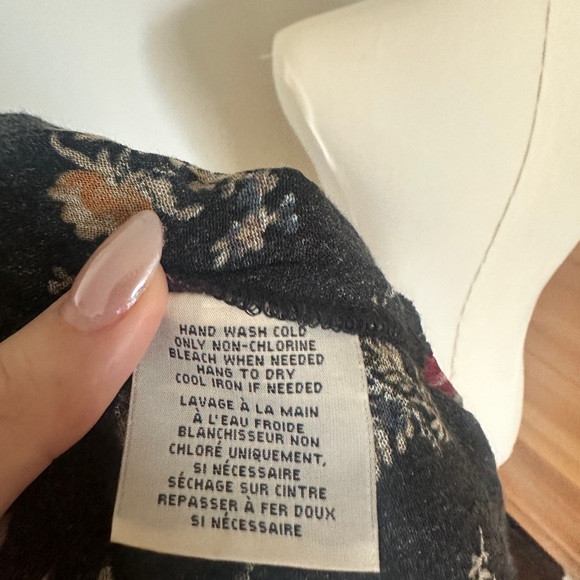 HAND WASH COLD
ONLY NON-CHLORINE
BLEACH WHEN NEEDED
HANG TO DRY
COOL IRON IF NEEDED
LAVAGE À LA MAIN
À L'EAU FROIDE
BLANCHISSEUR NON
CHLORÉ UNIQUEMENT,
SI NÉCESSAIRE
SÉCHAGE SUR CINTRE
REPASSER À FER DOUX
SI NÉCESSAIRE